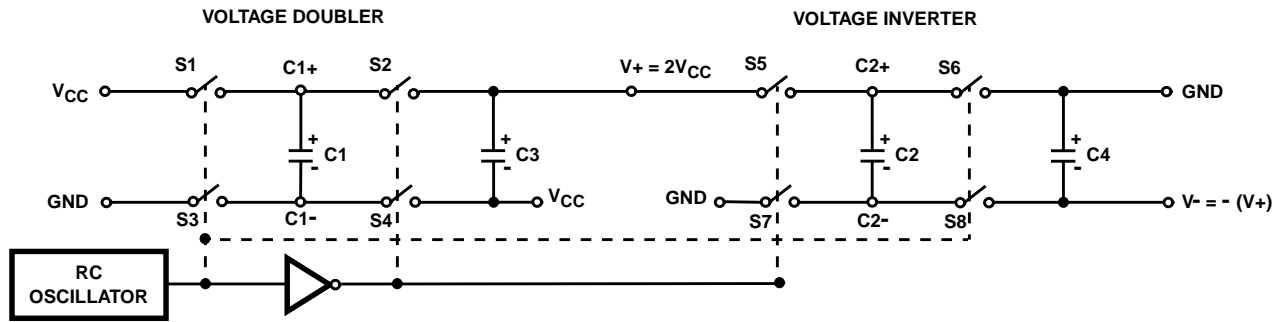 VOLTAGE DOUBLER
VOLTAGE INVERTER
S1
C1+
S2
V+ = 2VCC
S5
C2+
S6
VCC
GND
+
C1
-
+
C3
-
+
C2
-
+
C4
-
GND
S3
C1-
S4
VCC
GND
S7
C2-
S8
V- = - (V+)
RC
OSCILLATOR